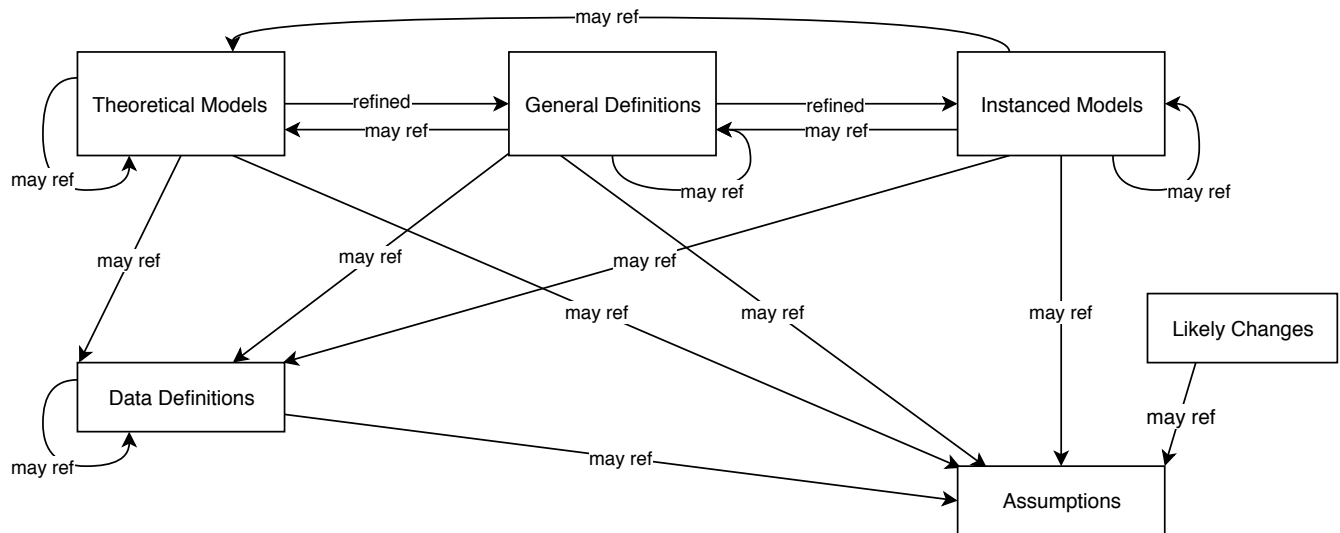 may ref
Theoretical Models
refined
General Definitions
refined
Instanced Models
may ref
may ref
may ref
may ref
may ref
may ref
may ref
may ref
may ref
may ref
may ref
Likely Changes
Data Definitions
may ref
may ref
may ref
Assumptions